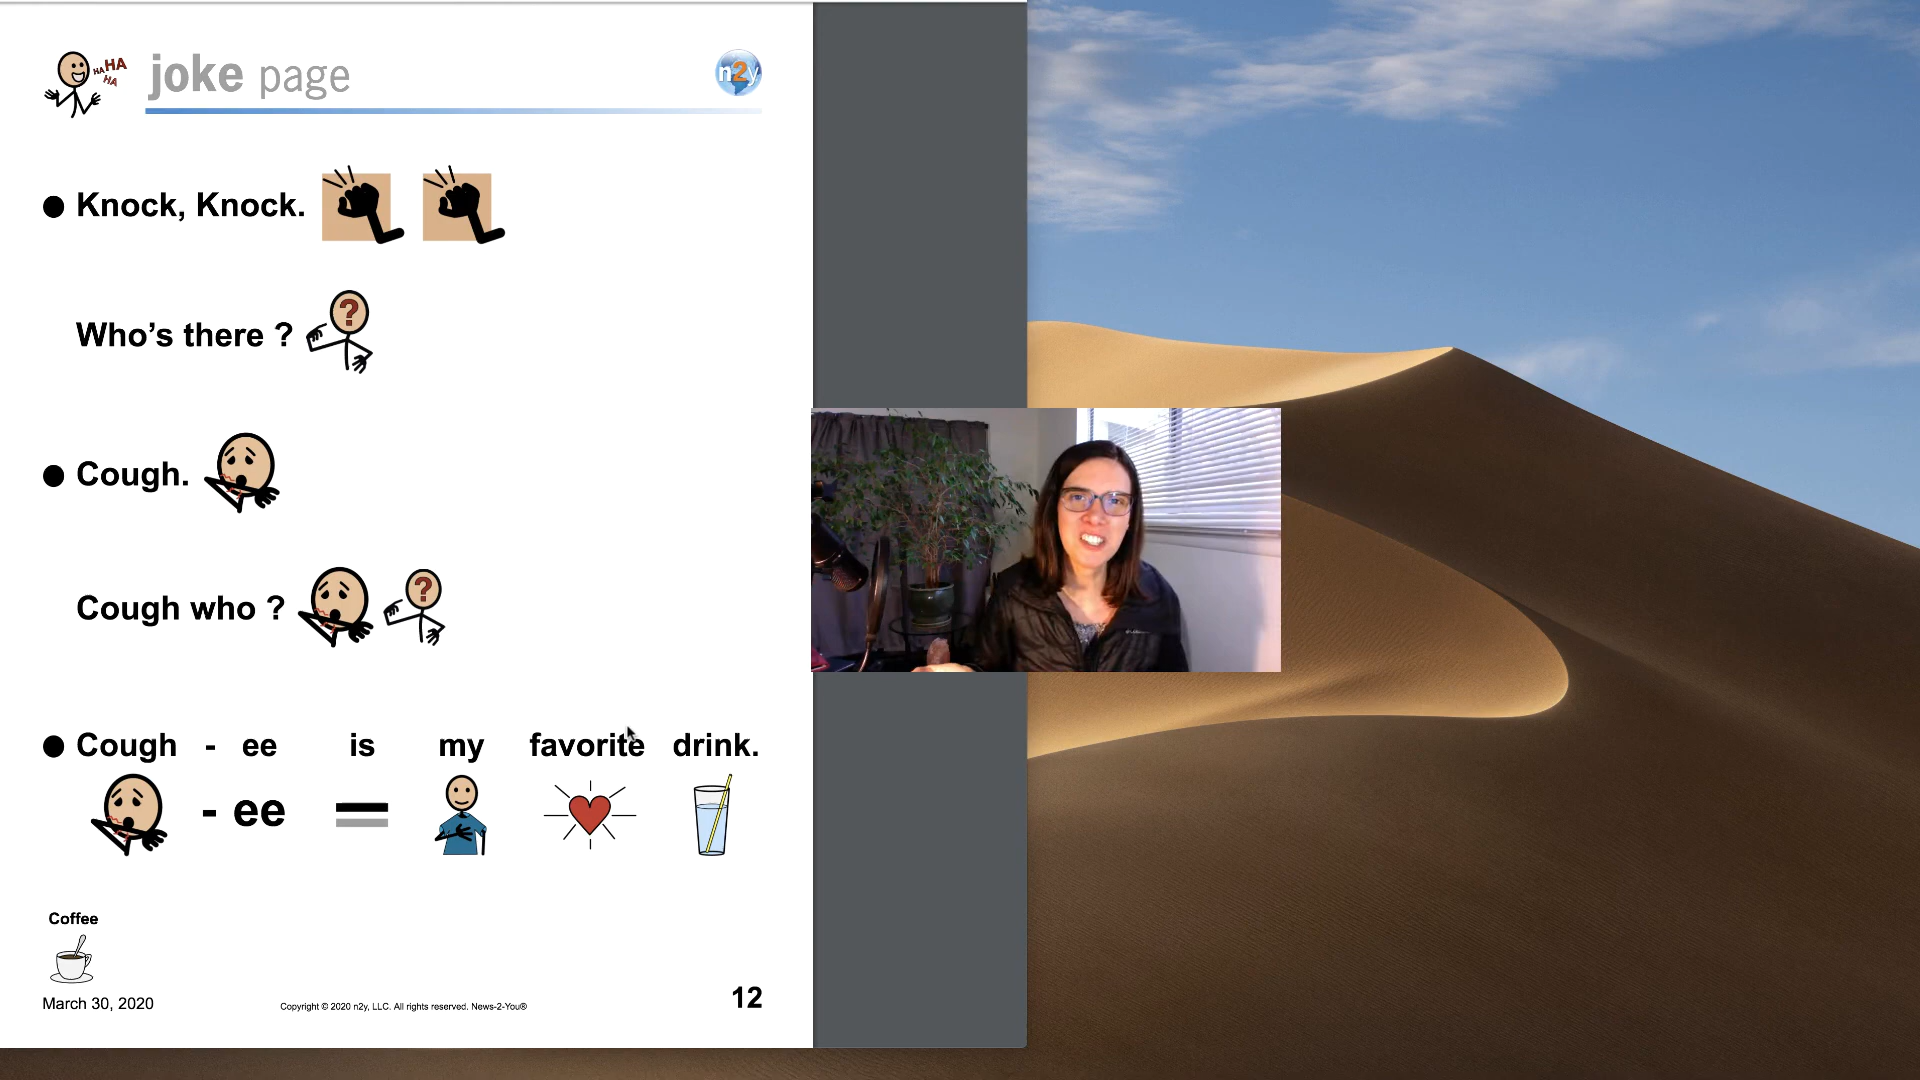 HA HA HA
joke page
n2y
Knock, Knock.
Who's there ?
?
Cough.
Cough who ?
?
Cough - ee is my favorite drink.
- ee
Coffee
March 30, 2020
Copyright © 2020 n2y, LLC. All rights reserved. News-2-You®
12